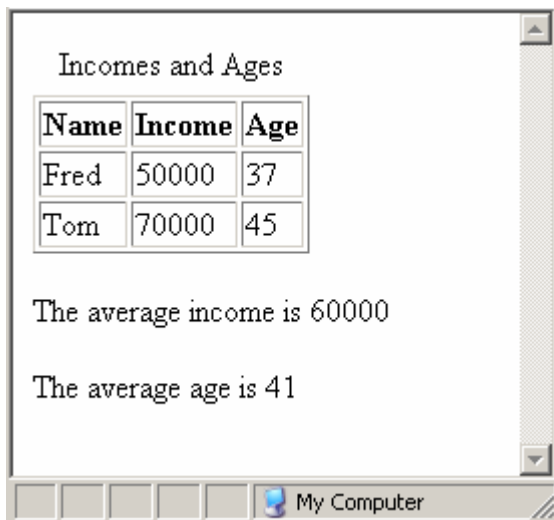 Incomes and Ages
Name Income Age
Fred 50000 37
Tom 70000 45
The average income is 60000
The average age is 41
My Computer